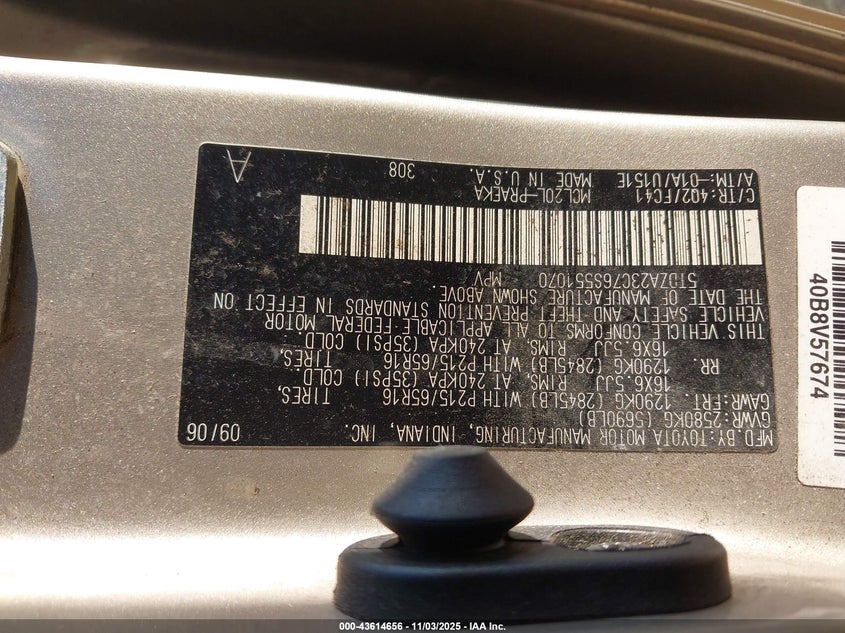 MFD.BY:TOYOTA MOTOR MANUFACTURING, INDIANA, INC. 09/06
GVWR:2580KG (5690LB)
GAWR:FRT. 1290KG (2845LB) WITH P215/65R16 TIRES,
16X6.5JJ RIMS, AT 240KPA (35PSI) COLD
RR. 1290KG (2845LB) WITH P215/65R16 TIRES,
16X6.5JJ RIMS, AT 240KPA (35PSI) COLD.
THIS VEHICLE CONFORMS TO ALL APPLICABLE FEDERAL MOTOR
VEHICLE SAFETY AND THEFT PREVENTION STANDARDS IN EFFECT ON
THE DATE OF MANUFACTURE SHOWN ABOVE.
5TDZA23C76S551070 MPV
C/TR:4Q2/FC41 MCL20L-PRAEKA 308 A
A/TM:-01A/U151E MADE IN U.S.A.
40B8V57674
000-43614656 - 11/03/2025 - IAA Inc.